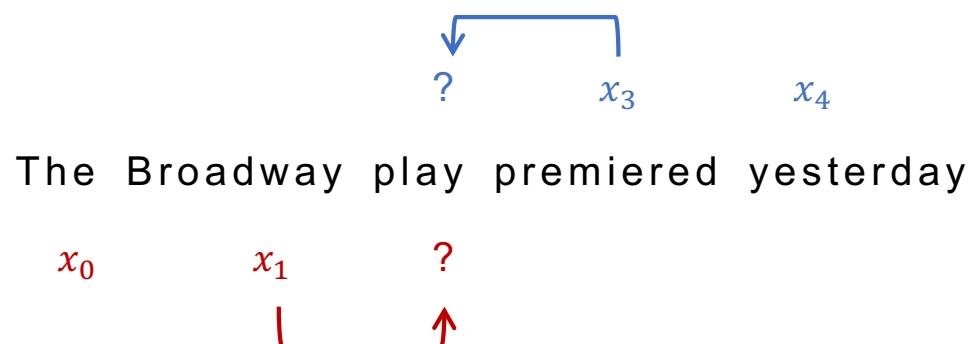 ? x₃ x₄
The Broadway play premiered yesterday
x₀ x₁ ?